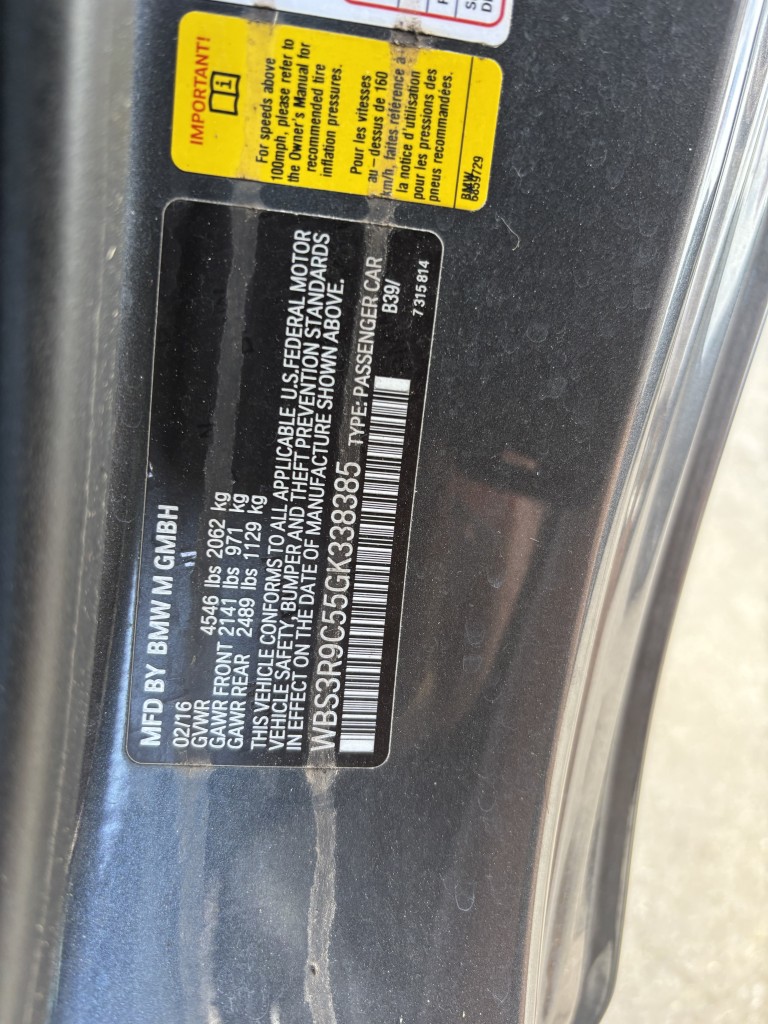 IMPORTANT!
For speeds above
100mph, please refer to
the Owner's Manual for
recommended tire
inflation pressures.
Pour les vitesses
au-dessus de 160
km/h, faites référence à
la notice d'utilisation
pour les pressions des
pneus recommandées.
BMW
6859729
MFD BY BMW M GMBH
02/16
GVWR 4546 lbs 2062 kg
GAWR FRONT 2141 lbs 971 kg
GAWR REAR 2489 lbs 1129 kg
THIS VEHICLE CONFORMS TO ALL APPLICABLE U.S.FEDERAL MOTOR
VEHICLE SAFETY, BUMPER AND THEFT PREVENTION STANDARDS
IN EFFECT ON THE DATE OF MANUFACTURE SHOWN ABOVE.
WBS3R9C55GK338385 TYPE: PASSENGER CAR
B39/
7 315 814